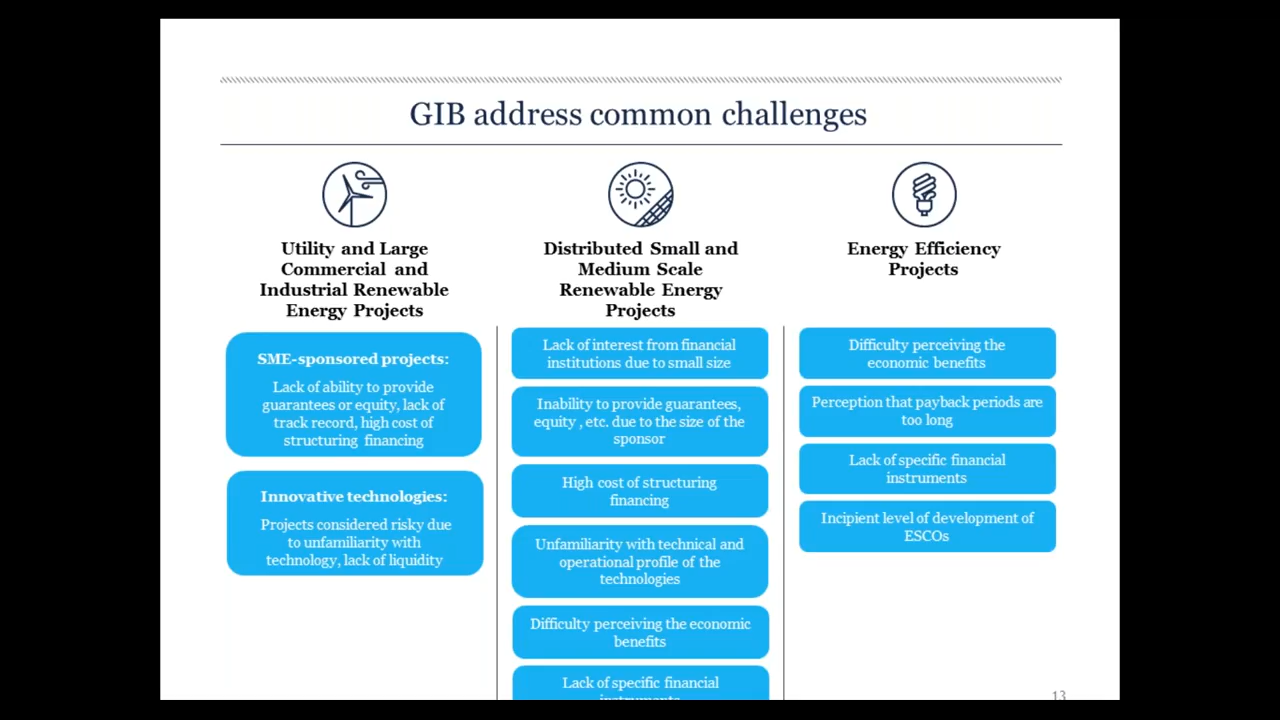 GIB address common challenges
Utility and Large
Commercial and
Industrial Renewable
Energy Projects
SME-sponsored projects:
Lack of ability to provide
guarantees or equity, lack of
track record, high cost of
structuring financing
Innovative technologies:
Projects considered risky due
to unfamiliarity with
technology, lack of liquidity
Distributed Small and
Medium Scale
Renewable Energy
Projects
Lack of interest from financial
institutions due to small size
Inability to provide guarantees,
equity , etc. due to the size of the
sponsor
High cost of structuring
financing
Unfamiliarity with technical and
operational profile of the
technologies
Difficulty perceiving the economic
benefits
Lack of specific financial
Energy Efficiency
Projects
Difficulty perceiving the
economic benefits
Perception that payback periods are
too long
Lack of specific financial
instruments
Incipient level of development of
ESCOs
13